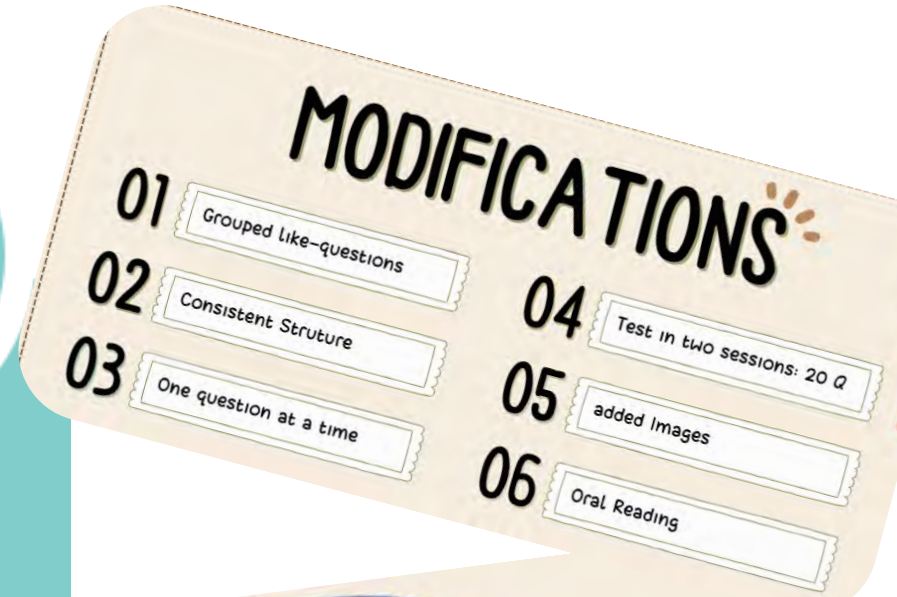 MODIFICATIONS
01
Grouped like-questions
02
Consistent Struture
03
One question at a time
04
Test in two sessions: 20 Q
05
added Images
06
Oral Reading